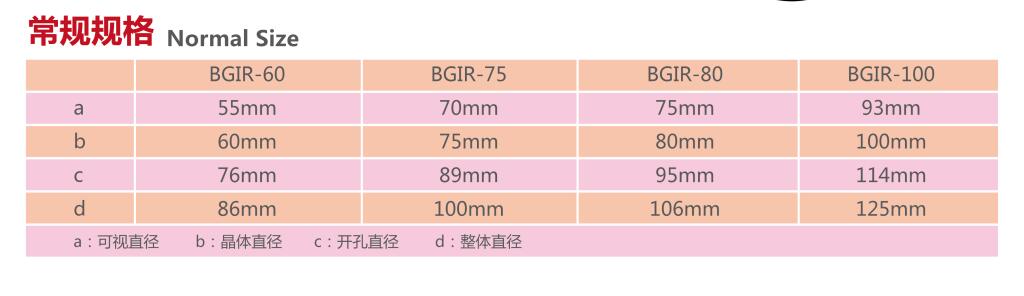 常规规格 Normal Size
BGIR-60 BGIR-75 BGIR-80 BGIR-100
a 55mm 70mm 75mm 93mm
b 60mm 75mm 80mm 100mm
c 76mm 89mm 95mm 114mm
d 86mm 100mm 106mm 125mm
a：可视直径 b：晶体直径 c：开孔直径 d：整体直径